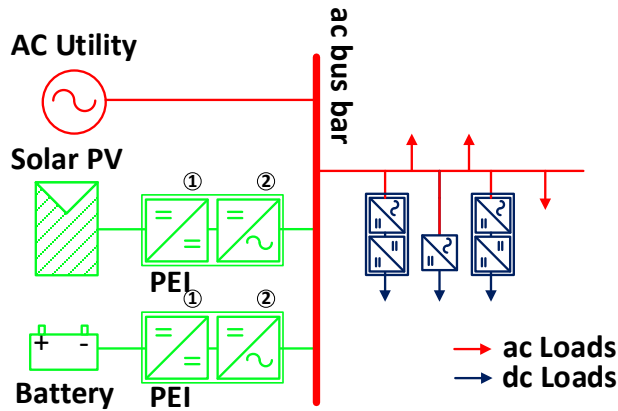 AC Utility
ac bus bar
Solar PV
① ②
PEI
① ②
+ -
Battery
PEI
ac Loads
dc Loads